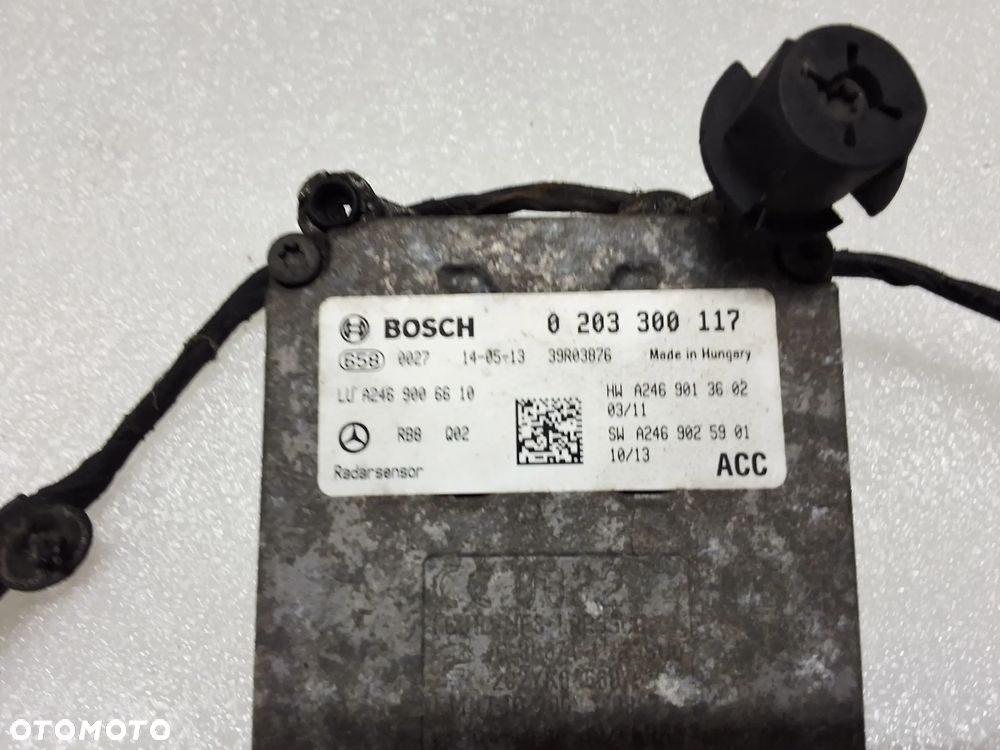 BOSCH 0 203 300 117
658 0027 14-05-13 39R03876 Made in Hungary
LU A246 900 66 10
HW A246 901 36 02
03/11
RB8 Q02
SW A246 902 59 01
10/13
Radarsensor
ACC
OTOMOTO